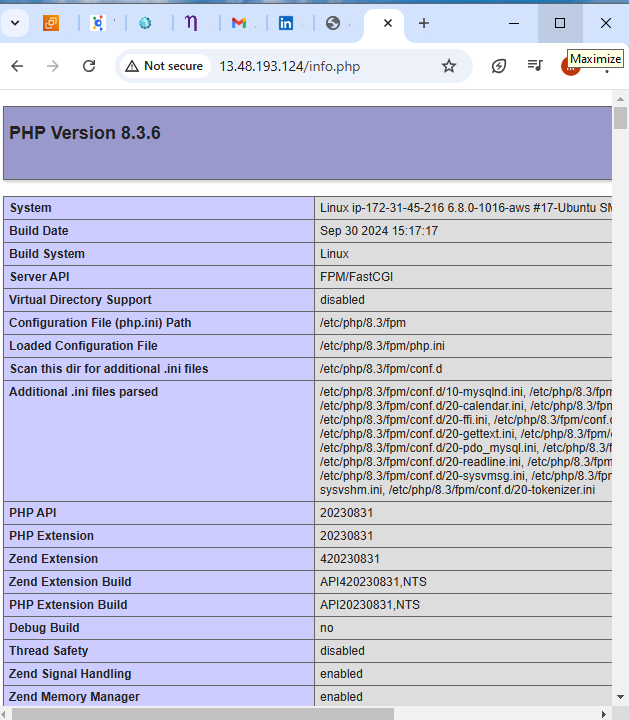 Not secure 13.48.193.124/info.php
Maximize
PHP Version 8.3.6
System Linux ip-172-31-45-216 6.8.0-1016-aws #17-Ubuntu SM
Build Date Sep 30 2024 15:17:17
Build System Linux
Server API FPM/FastCGI
Virtual Directory Support disabled
Configuration File (php.ini) Path /etc/php/8.3/fpm
Loaded Configuration File /etc/php/8.3/fpm/php.ini
Scan this dir for additional .ini files /etc/php/8.3/fpm/conf.d
Additional .ini files parsed /etc/php/8.3/fpm/conf.d/10-mysqlnd.ini, /etc/php/8.3/fpm
/etc/php/8.3/fpm/conf.d/20-calendar.ini, /etc/php/8.3/fpm
/etc/php/8.3/fpm/conf.d/20-ffi.ini, /etc/php/8.3/fpm/conf.
/etc/php/8.3/fpm/conf.d/20-gettext.ini, /etc/php/8.3/fpm/
/etc/php/8.3/fpm/conf.d/20-pdo_mysql.ini, /etc/php/8.3/f
/etc/php/8.3/fpm/conf.d/20-readline.ini, /etc/php/8.3/fpm
/etc/php/8.3/fpm/conf.d/20-sysvmsg.ini, /etc/php/8.3/fpm
sysvshm.ini, /etc/php/8.3/fpm/conf.d/20-tokenizer.ini
PHP API 20230831
PHP Extension 20230831
Zend Extension 420230831
Zend Extension Build API420230831,NTS
PHP Extension Build API20230831,NTS
Debug Build no
Thread Safety disabled
Zend Signal Handling enabled
Zend Memory Manager enabled